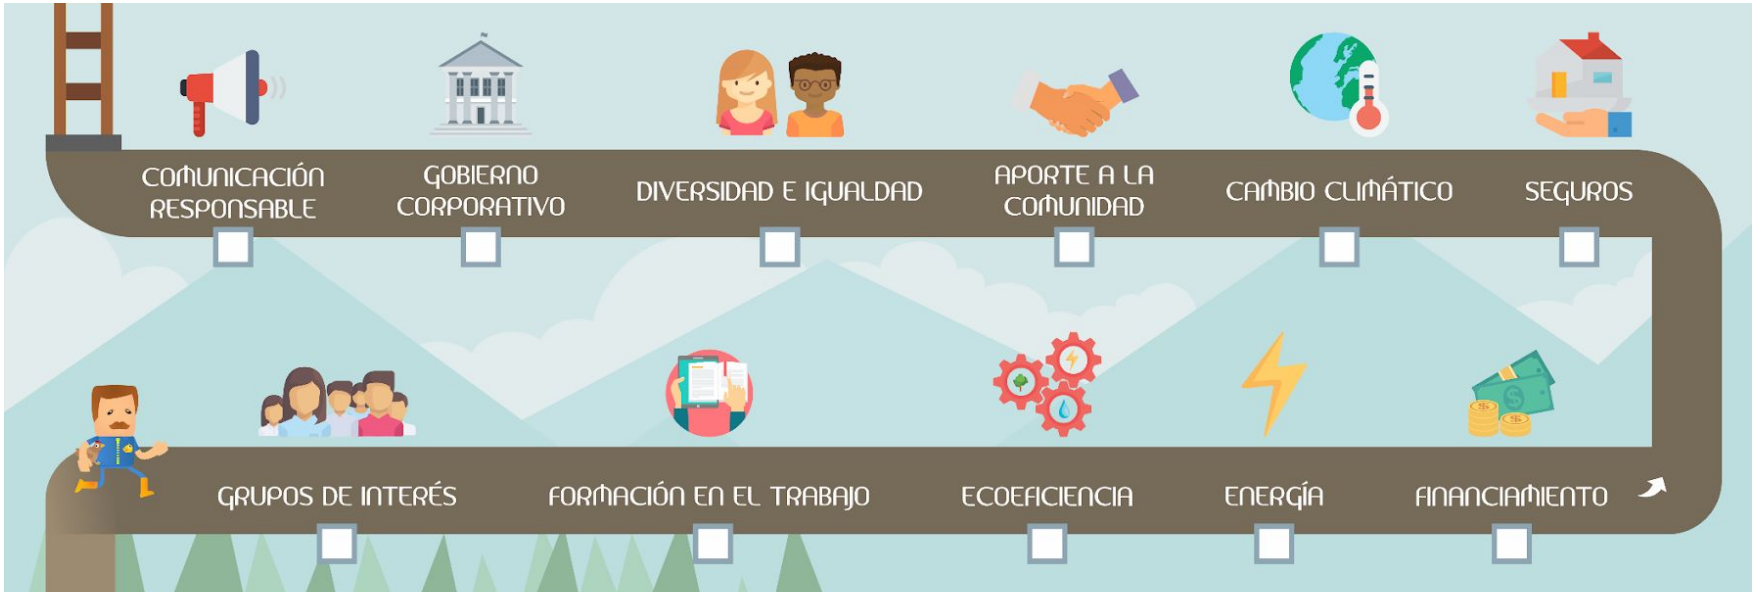 COMUNICACIÓN
RESPONSABLE
GOBIERNO
CORPORATIVO
DIVERSIDAD E IGUALDAD
APORTE A LA
COMUNIDAD
CAMBIO CLIMÁTICO
SEGUROS
GRUPOS DE INTERÉS
FORMACIÓN EN EL TRABAJO
ECOEFICIENCIA
ENERGÍA
FINANCIAMIENTO